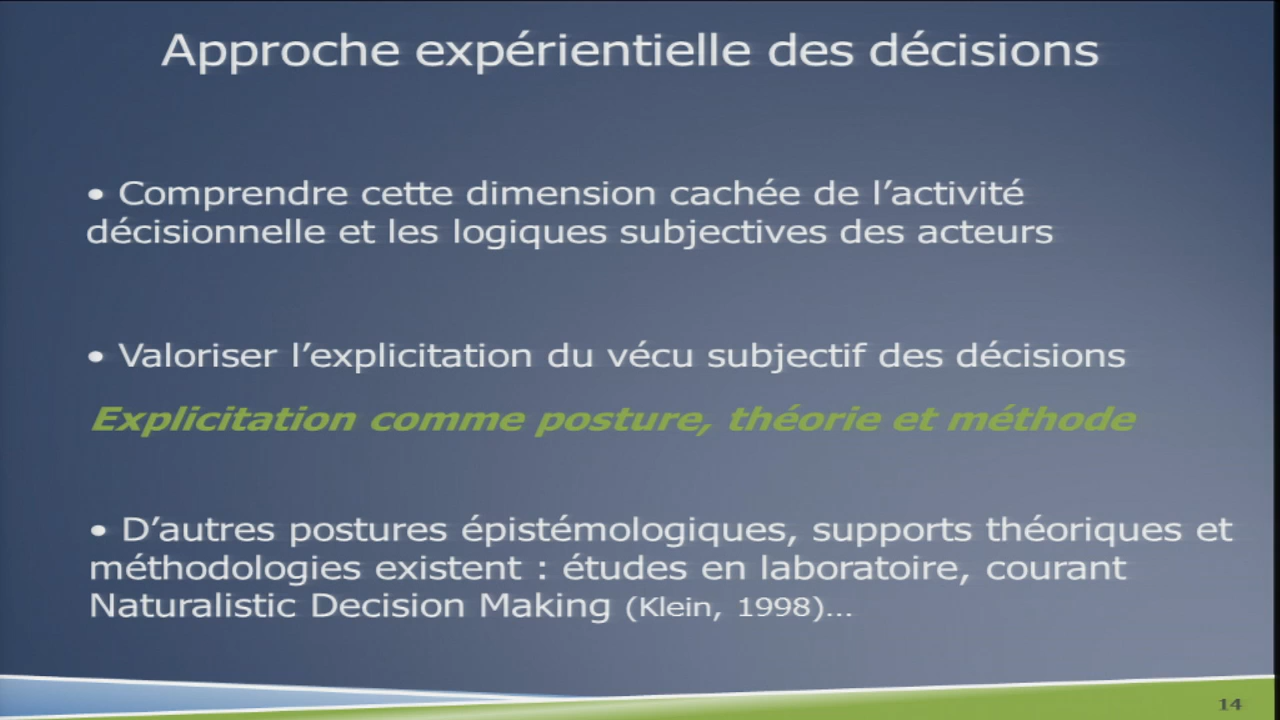 Approche expérientielle des décisions
• Comprendre cette dimension cachée de l’activité
décisionnelle et les logiques subjectives des acteurs
• Valoriser l’explicitation du vécu subjectif des décisions
Explicitation comme posture, théorie et méthode
• D’autres postures épistémologiques, supports théoriques et
méthodologies existent : études en laboratoire, courant
Naturalistic Decision Making (Klein, 1998)…
14